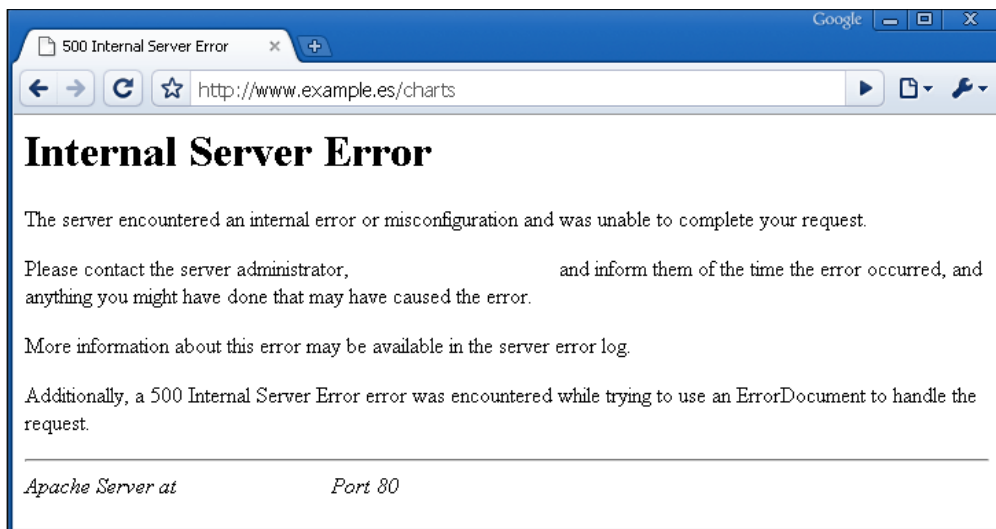 Google
500 Internal Server Error
http://www.example.es/charts
Internal Server Error
The server encountered an internal error or misconfiguration and was unable to complete your request.
Please contact the server administrator, and inform them of the time the error occurred, and
anything you might have done that may have caused the error.
More information about this error may be available in the server error log.
Additionally, a 500 Internal Server Error error was encountered while trying to use an ErrorDocument to handle the
request.
Apache Server at Port 80